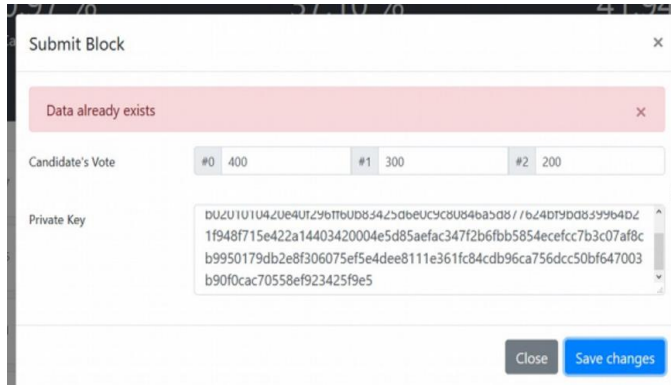 Submit Block ×
Data already exists ×
Candidate's Vote #0 400 #1 300 #2 200
Private Key
b0201010420e40f296ff60b83425d6e0c9c80846a5d877624bf9bd839964b2
1f948f715e422a14403420004e5d85aefac347f2b6fbb5854ecefcc7b3c07af8c
b9950179db2e8f306075ef5e4dee8111e361fc84cdb96ca756dcc50bf647003
b90f0cac70558ef923425f9e5
Close Save changes